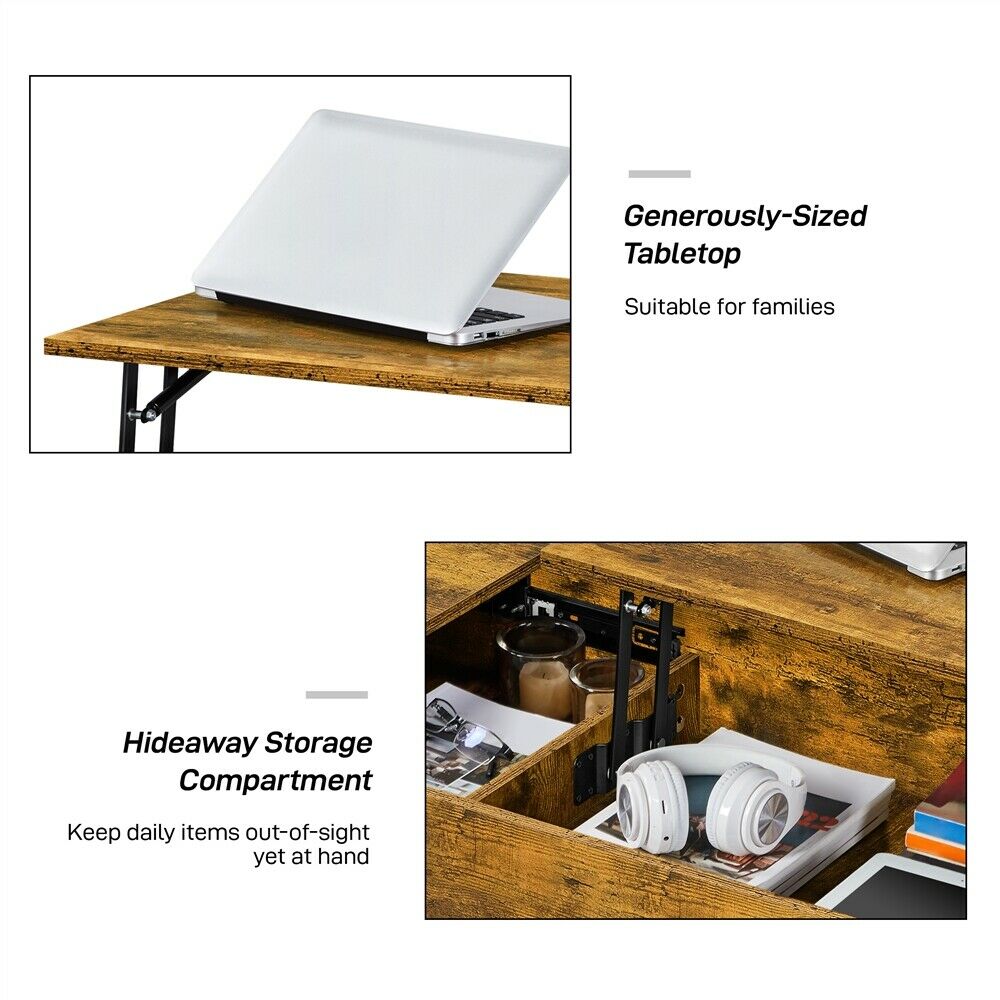 Generously-Sized
Tabletop
Suitable for families
Hideaway Storage
Compartment
Keep daily items out-of-sight
yet at hand